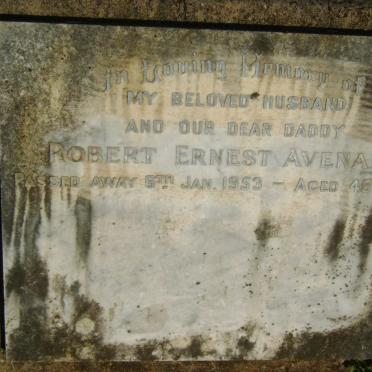 In Loving Memory of
MY BELOVED HUSBAND
AND OUR DEAR DADDY
ROBERT ERNEST AVENA
PASSED AWAY 6TH JAN. 1953 – AGED